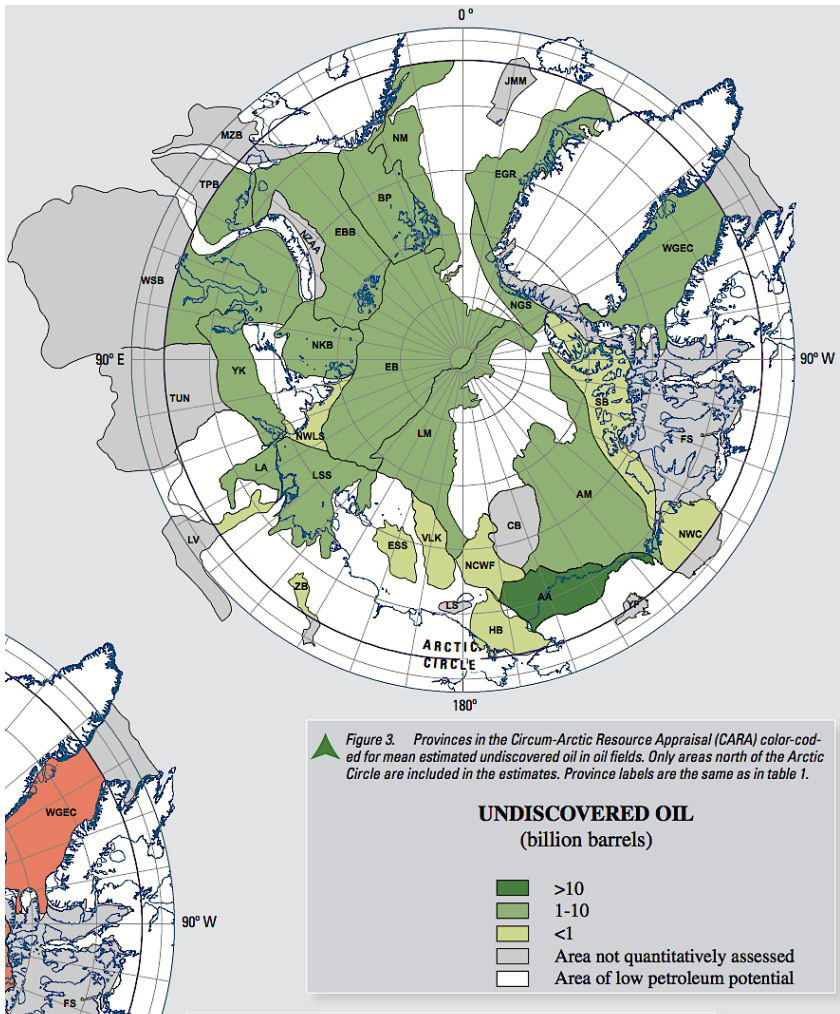 0°
JMM
MZB
NM
TPB
EGR
BP
EBB
NZAA
WGEC
WSB
NGS
90° E
NKB
90° W
EB
YK
TUN
SB
NWLS
LM
FS
LA
LSS
AM
CB
NWC
LV
VLK
ESS
NCWF
ZB
AA
LS
YF
HB
ARCTIC
CIRCLE
180°
Figure 3. Provinces in the Circum-Arctic Resource Appraisal (CARA) color-cod-
ed for mean estimated undiscovered oil in oil fields. Only areas north of the Arctic
Circle are included in the estimates. Province labels are the same as in table 1.
WGEC
UNDISCOVERED OIL
(billion barrels)
>10
1-10
<1
Area not quantitatively assessed
Area of low petroleum potential
90° W
FS